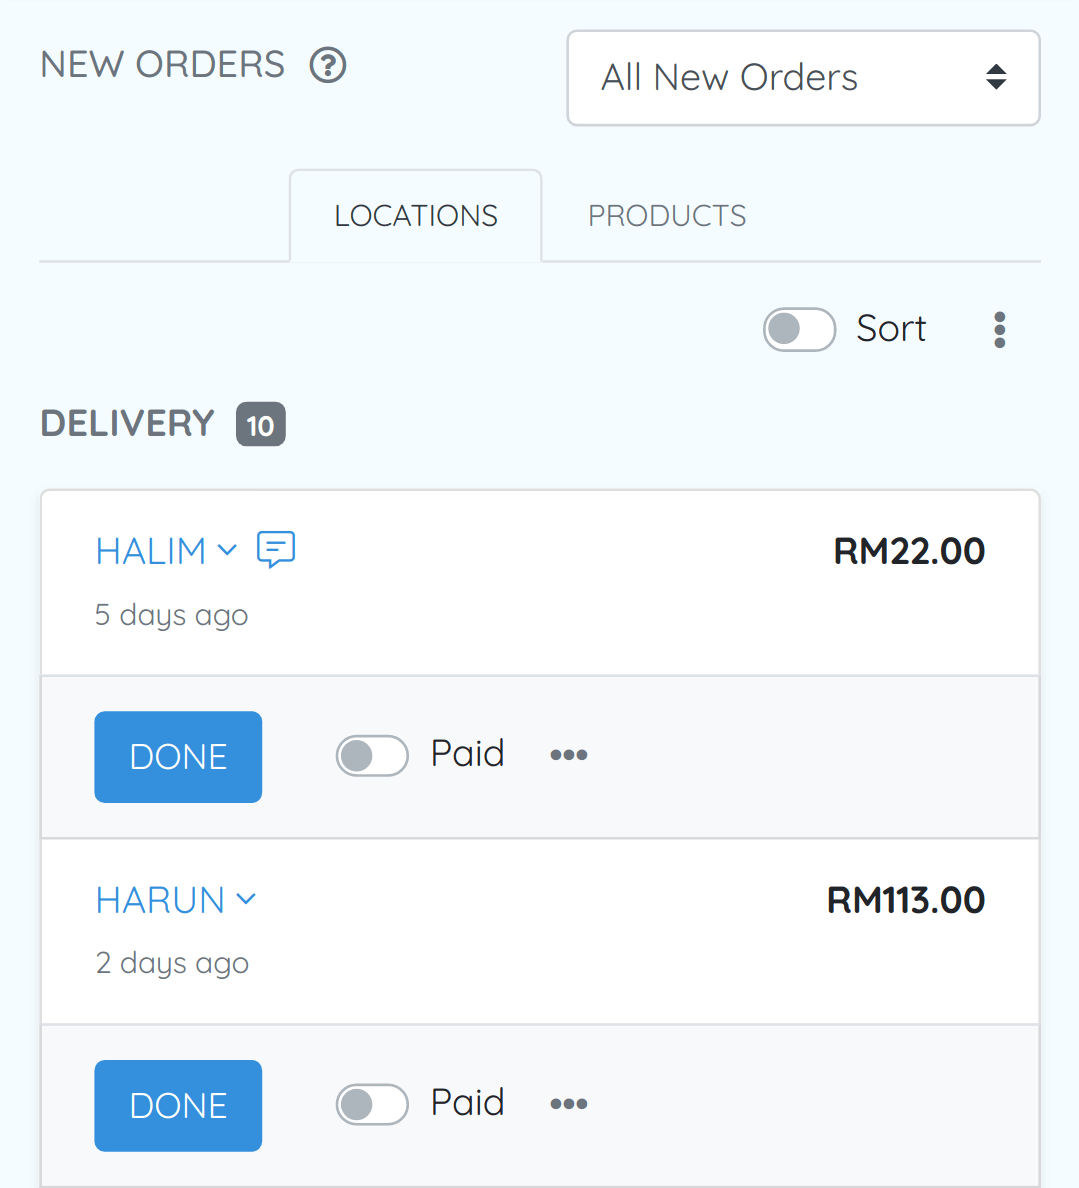 NEW ORDERS ?
All New Orders
LOCATIONS PRODUCTS
Sort
DELIVERY 10
HALIM RM22.00
5 days ago
DONE Paid
HARUN RM113.00
2 days ago
DONE Paid